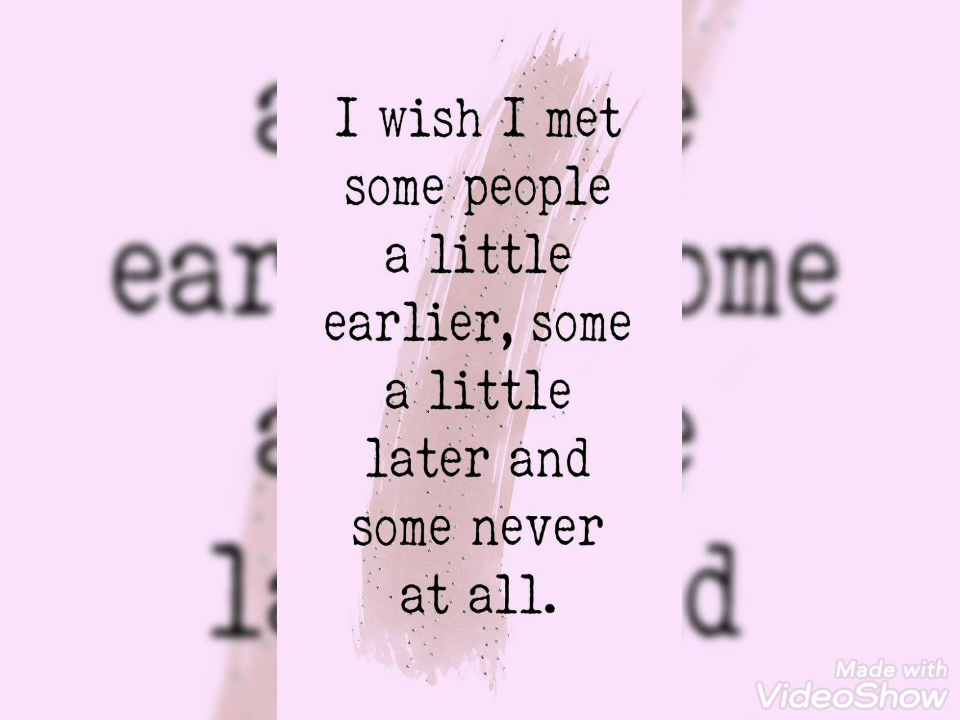 I wish I met
some people
a little
earlier, some
a little
later and
some never
at all.
Made with
VideoShow